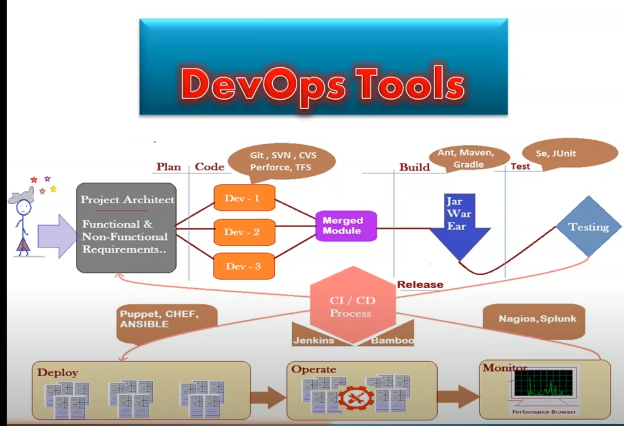 DevOps Tools
Plan
Code
Git , SVN , CVS
Perforce, TFS
Build
Ant, Maven,
Gradle
Test
Se, JUnit
Project Architect
Functional &
Non-Functional
Requirements..
Dev - 1
Dev - 2
Dev - 3
Merged
Module
Jar
War
Ear
Testing
Release
CI / CD
Process
Jenkins
Bamboo
Puppet, CHEF,
ANSIBLE
Nagios,Splunk
Deploy
Operate
Monitor
Performance Browser